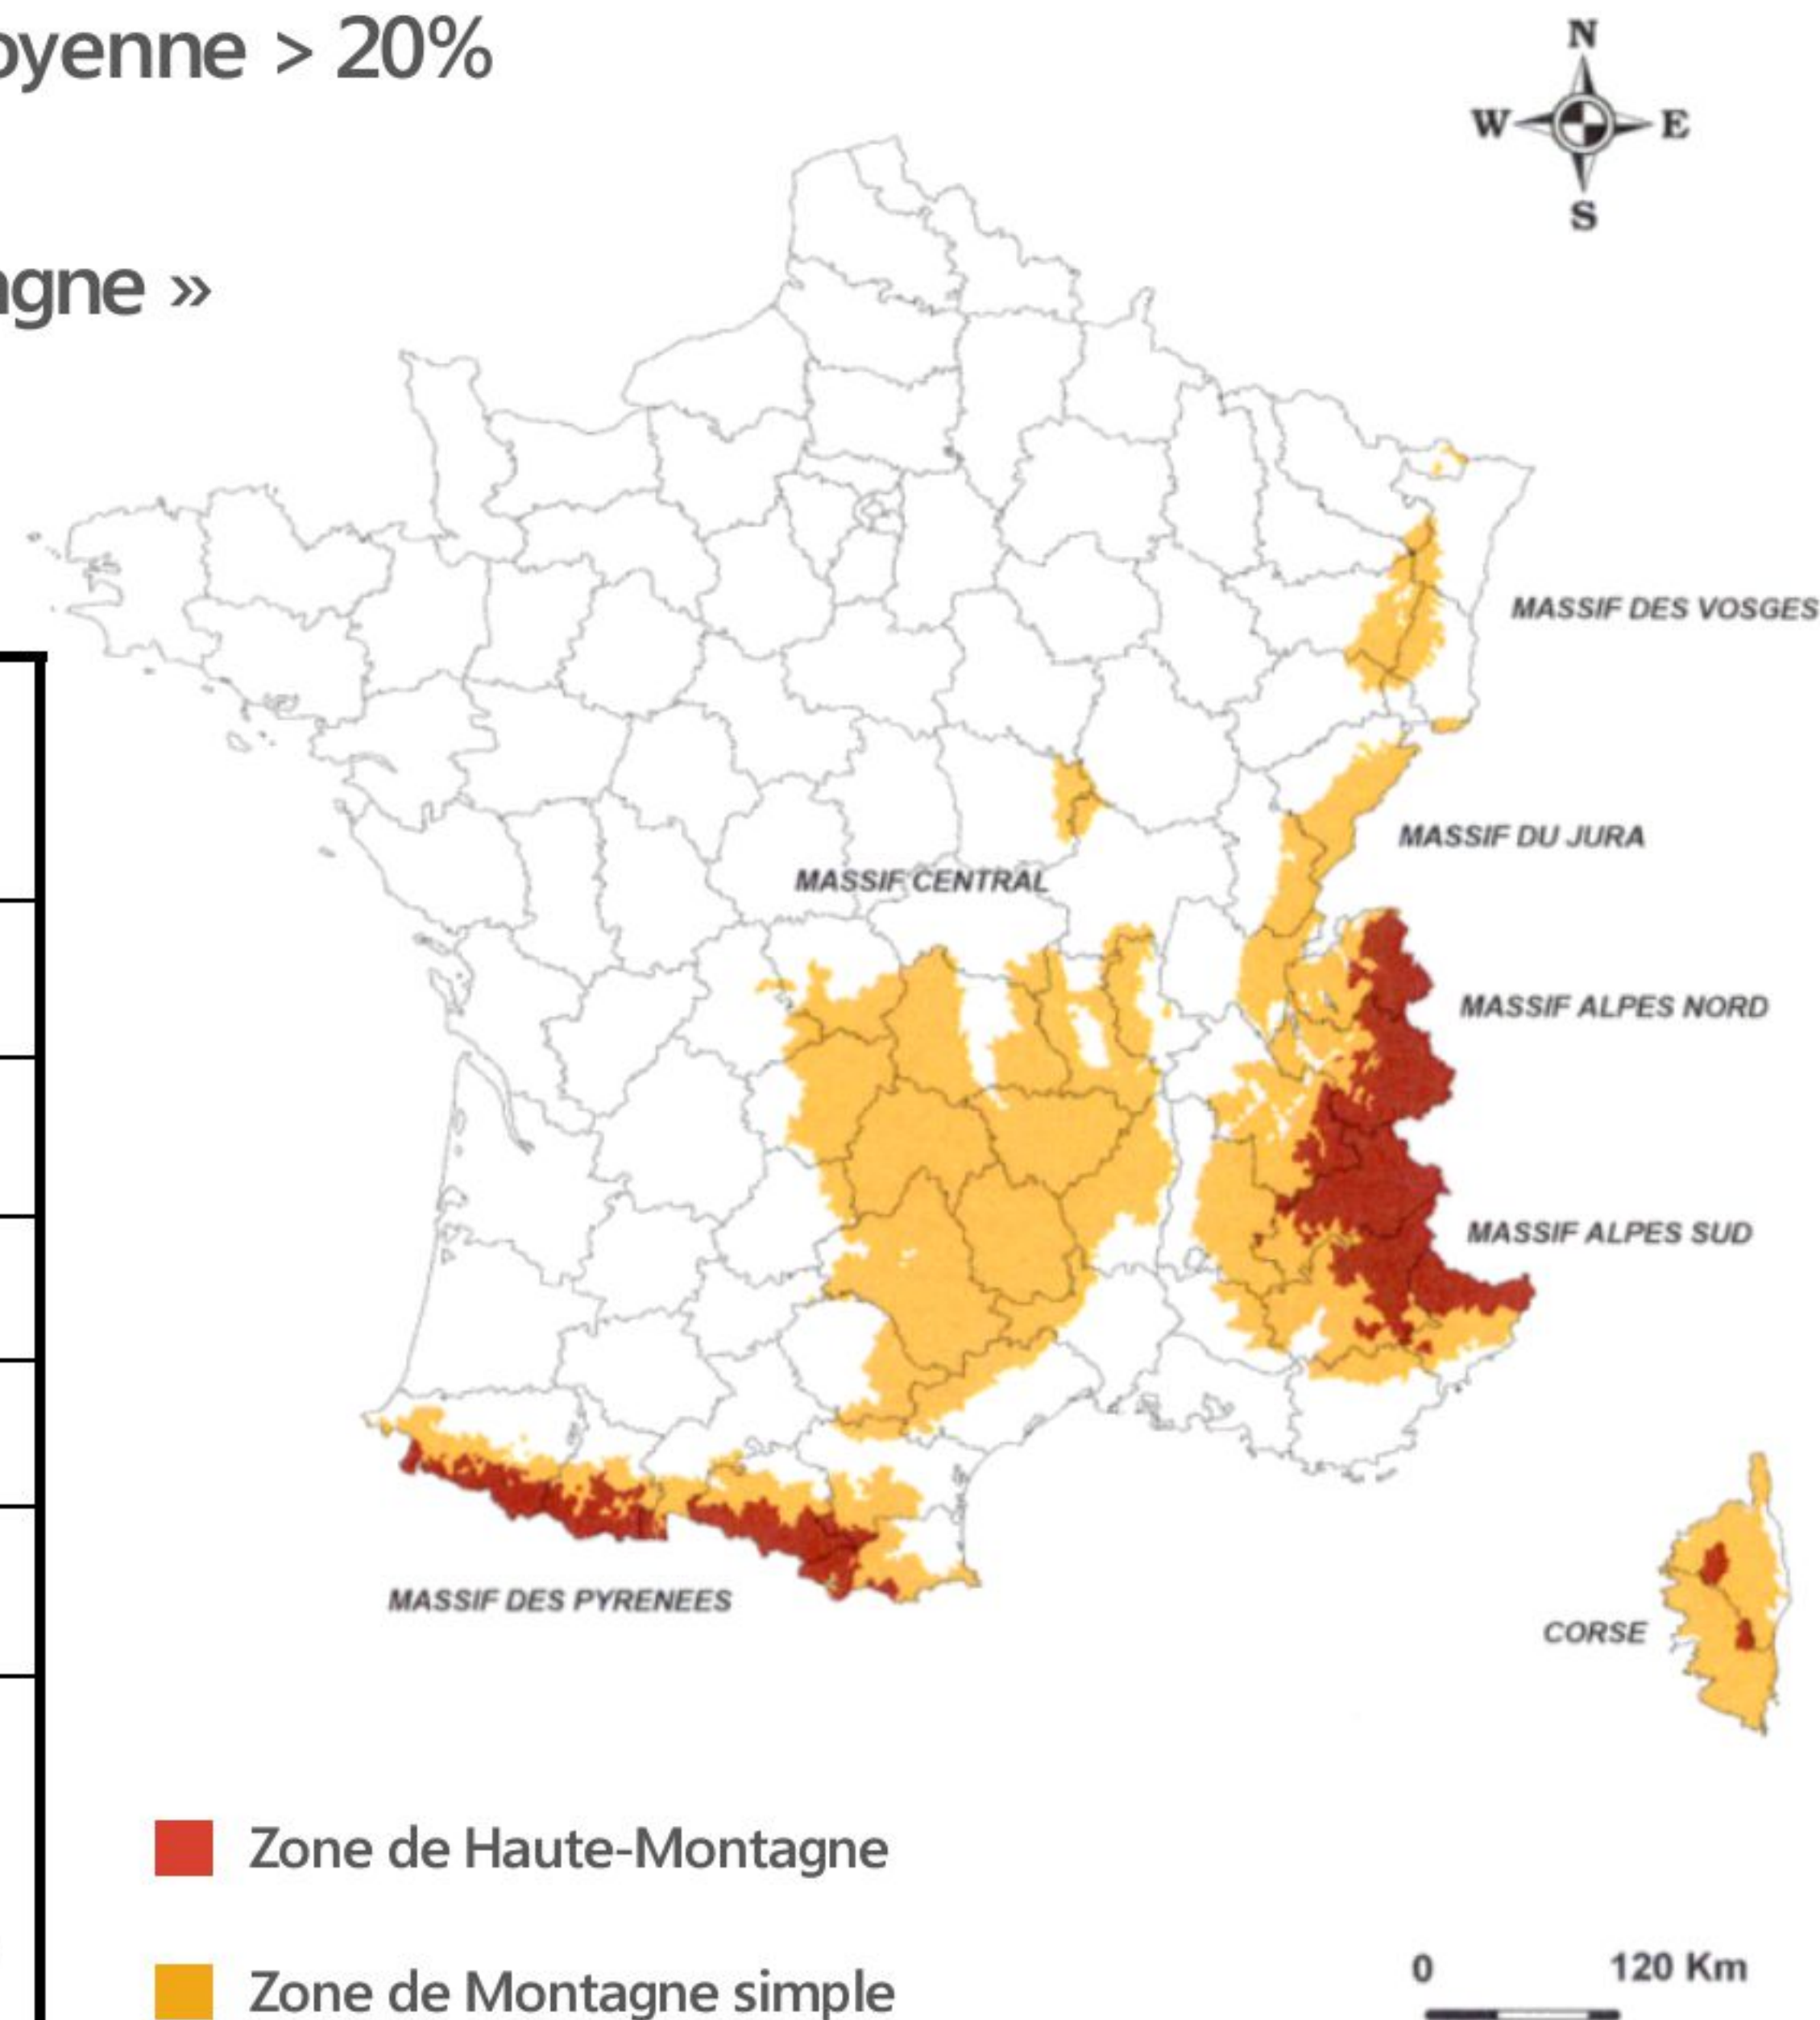 oyenne > 20%
agne »
N
W E
S
MASSIF DES VOSGES
MASSIF DU JURA
MASSIF CENTRAL
MASSIF ALPES NORD
MASSIF ALPES SUD
MASSIF DES PYRENEES
CORSE
Zone de Haute-Montagne
Zone de Montagne simple
0 120 Km